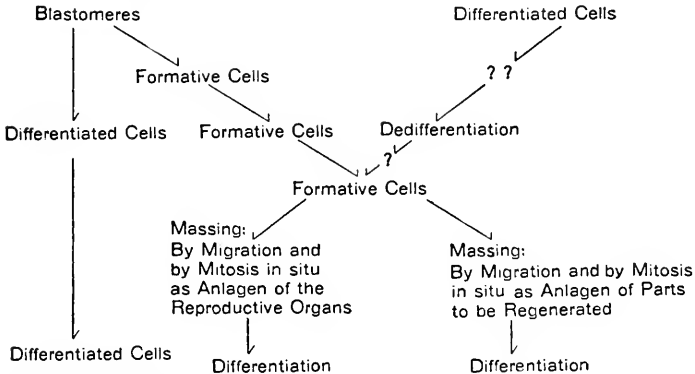 Blastomeres
Differentiated Cells
Formative Cells
? ?
Differentiated Cells
Formative Cells
Dedifferentiation
?
Formative Cells
Massing:
By Migration and
by Mitosis in situ
as Anlagen of the
Reproductive Organs
Massing:
By Migration and by Mitosis
in situ as Anlagen of Parts
to be Regenerated
Differentiated Cells
Differentiation
Differentiation